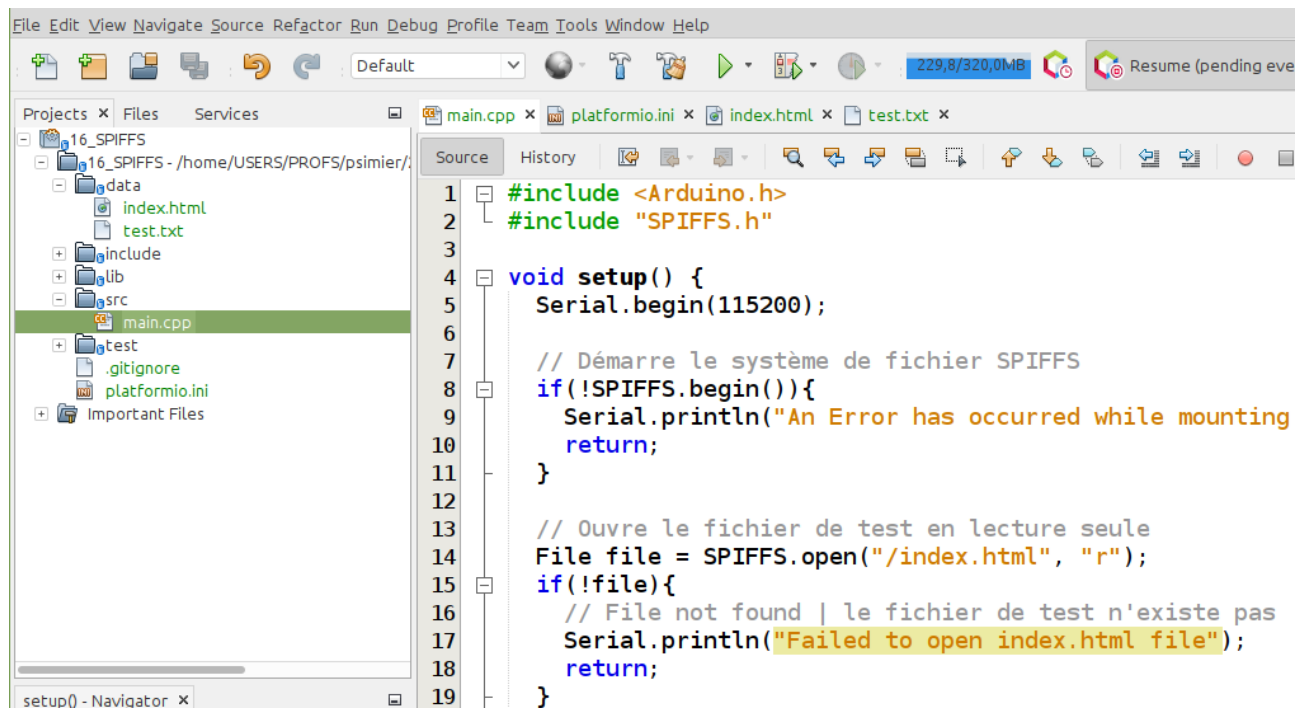 File Edit View Navigate Source Refactor Run Debug Profile Team Tools Window Help
Default 229,8/320,0MB Resume (pending eve
Projects Files Services
main.cpp platformio.ini index.html test.txt
16_SPIFFS
16_SPIFFS - /home/USERS/PROFS/psimier/
data
index.html
test.txt
include
lib
src
main.cpp
test
.gitignore
platformio.ini
Important Files
setup() - Navigator
Source History
1 #include <Arduino.h>
2 #include "SPIFFS.h"
3
4 void setup() {
5 Serial.begin(115200);
6
7 // Démarre le système de fichier SPIFFS
8 if(!SPIFFS.begin()){
9 Serial.println("An Error has occurred while mounting
10 return;
11 }
12
13 // Ouvre le fichier de test en lecture seule
14 File file = SPIFFS.open("/index.html", "r");
15 if(!file){
16 // File not found | le fichier de test n'existe pas
17 Serial.println("Failed to open index.html file");
18 return;
19 }